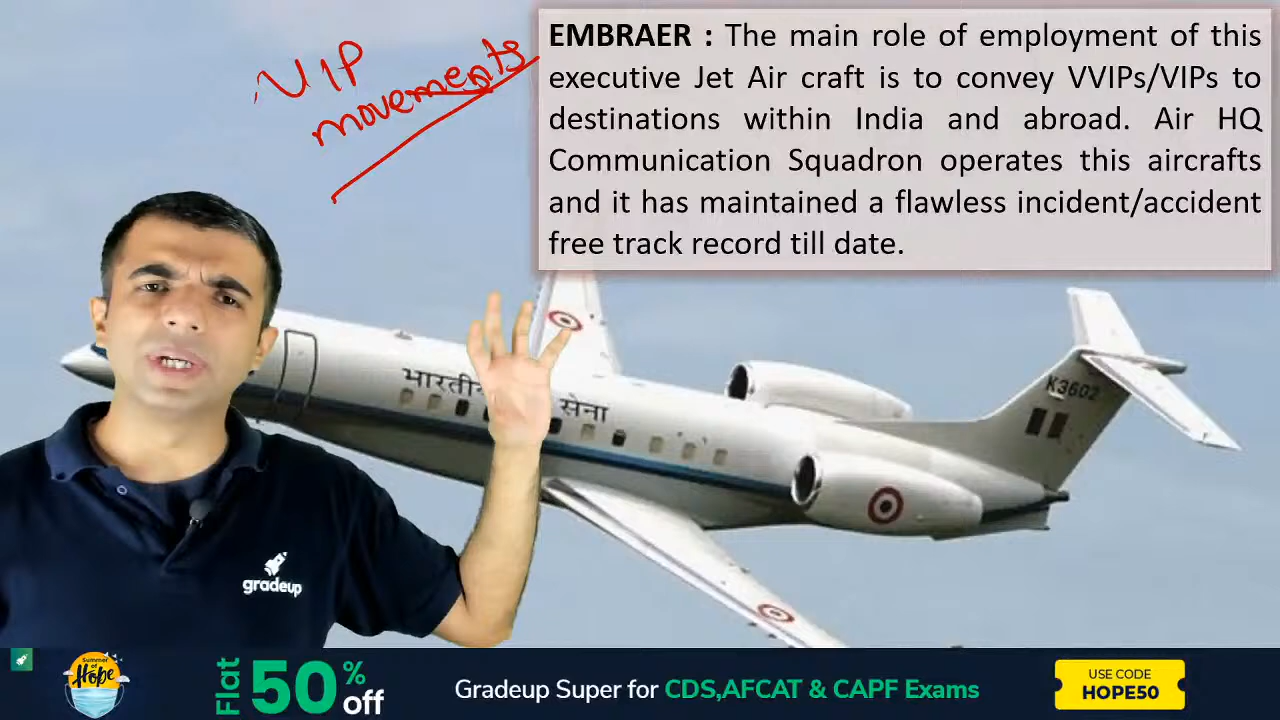 VIP
movements
EMBRAER : The main role of employment of this
executive Jet Air craft is to convey VVIPs/VIPs to
destinations within India and abroad. Air HQ
Communication Squadron operates this aircrafts
and it has maintained a flawless incident/accident
free track record till date.
K3602
सेना
gradeup
Summer
of
Hope
Flat 50% off
Gradeup Super for CDS,AFCAT & CAPF Exams
USE CODE
HOPE50